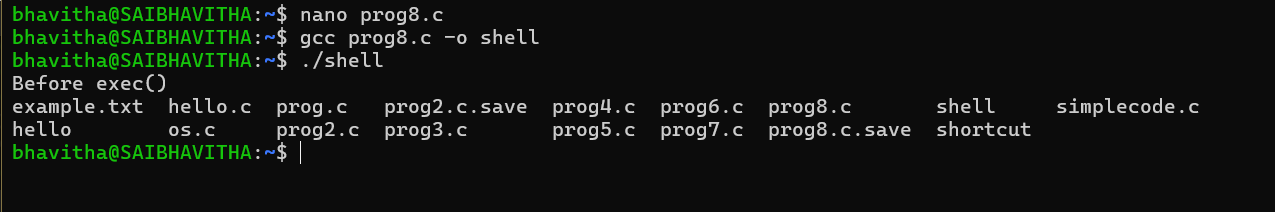 bhavitha@SAIBHAVITHA:~$ nano prog8.c
bhavitha@SAIBHAVITHA:~$ gcc prog8.c -o shell
bhavitha@SAIBHAVITHA:~$ ./shell
Before exec()
example.txt  hello.c  prog.c   prog2.c.save  prog4.c  prog6.c  prog8.c       shell     simplecode.c
hello        os.c     prog2.c  prog3.c       prog5.c  prog7.c  prog8.c.save  shortcut
bhavitha@SAIBHAVITHA:~$